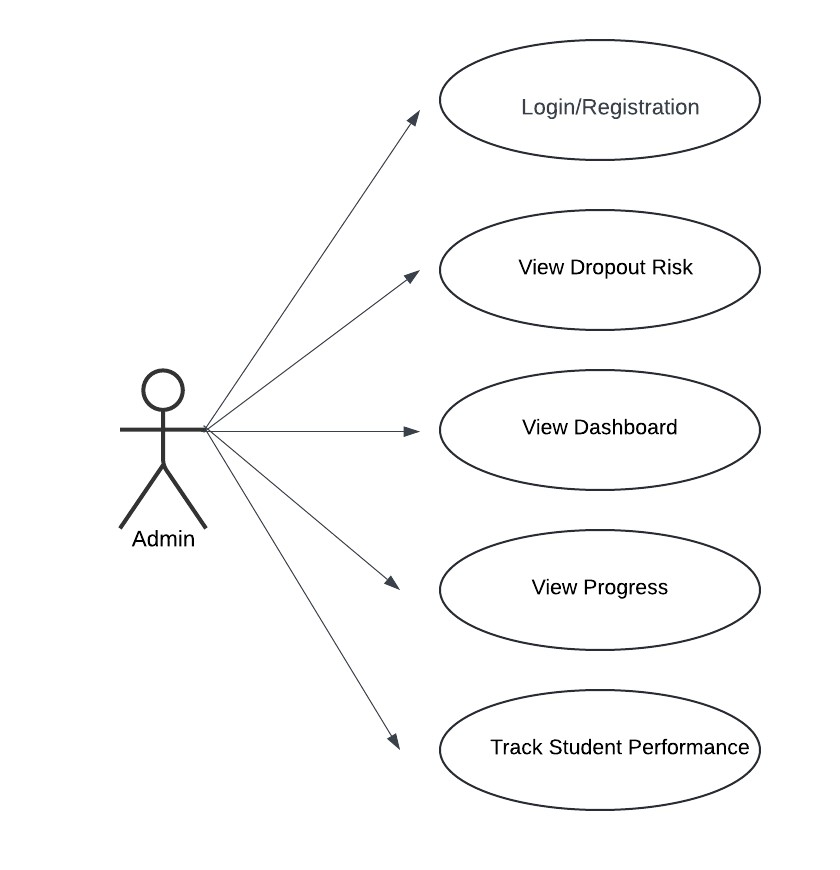 Login/Registration
View Dropout Risk
View Dashboard
Admin
View Progress
Track Student Performance